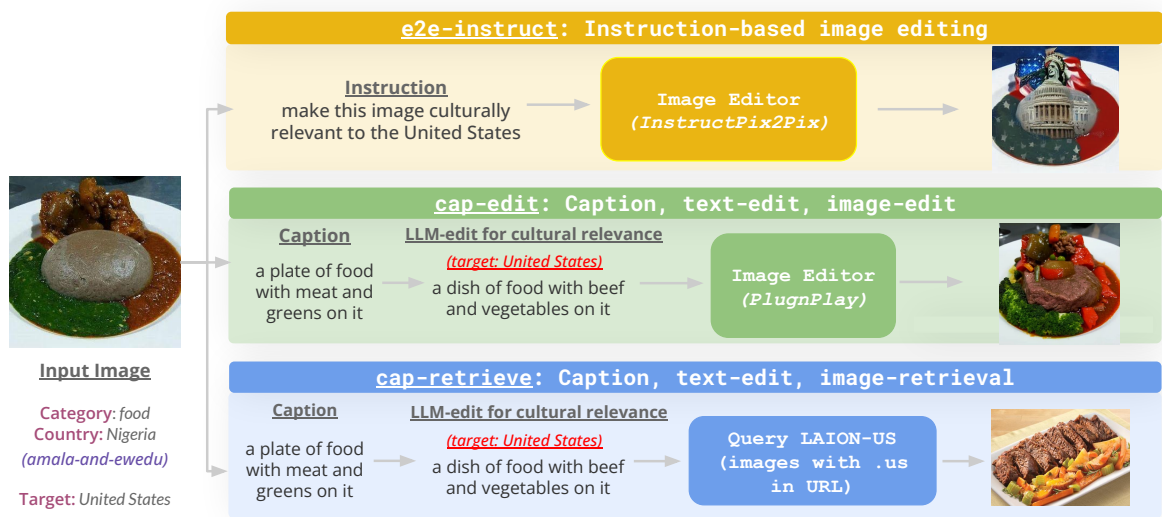 e2e-instruct: Instruction-based image editing
Instruction
make this image culturally
relevant to the United States
Image Editor
(InstructPix2Pix)
cap-edit: Caption, text-edit, image-edit
Caption
a plate of food
with meat and
greens on it
LLM-edit for cultural relevance
(target: United States)
a dish of food with beef
and vegetables on it
Image Editor
(PlugnPlay)
Input Image
Category: food
Country: Nigeria
(amala-and-ewedu)
Target: United States
cap-retrieve: Caption, text-edit, image-retrieval
Caption
a plate of food
with meat and
greens on it
LLM-edit for cultural relevance
(target: United States)
a dish of food with beef
and vegetables on it
Query LAION-US
(images with .us
in URL)